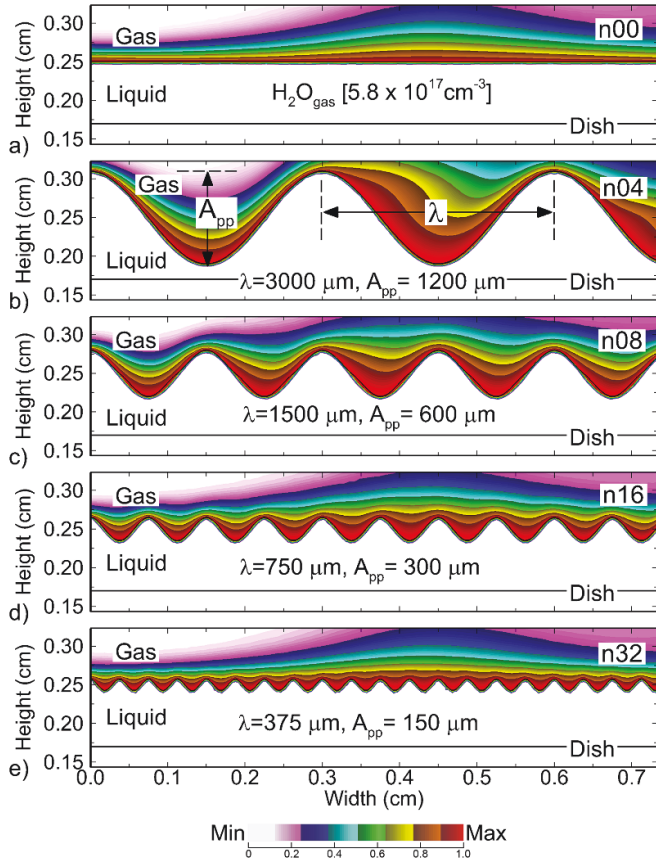 0.30
Gas
n00
0.25
Liquid
H₂Ogas [5.8 x 10¹⁷cm⁻³]
0.20
Height (cm)
Dish
0.15
a)
0.30
Gas
n04
App
λ
0.25
0.20
Height (cm)
Liquid
λ=3000 μm, App= 1200 μm
Dish
0.15
b)
0.30
Gas
n08
0.25
Liquid
0.20
Height (cm)
λ=1500 μm, App= 600 μm
Dish
0.15
c)
0.30
Gas
n16
0.25
Liquid
0.20
Height (cm)
λ=750 μm, App= 300 μm
Dish
0.15
d)
0.30
Gas
n32
0.25
Liquid
0.20
Height (cm)
λ=375 μm, App= 150 μm
Dish
0.15
e)
0.0 0.1 0.2 0.3 0.4 0.5 0.6 0.7
Width (cm)
Min Max
0 0.2 0.4 0.6 0.8 1.0